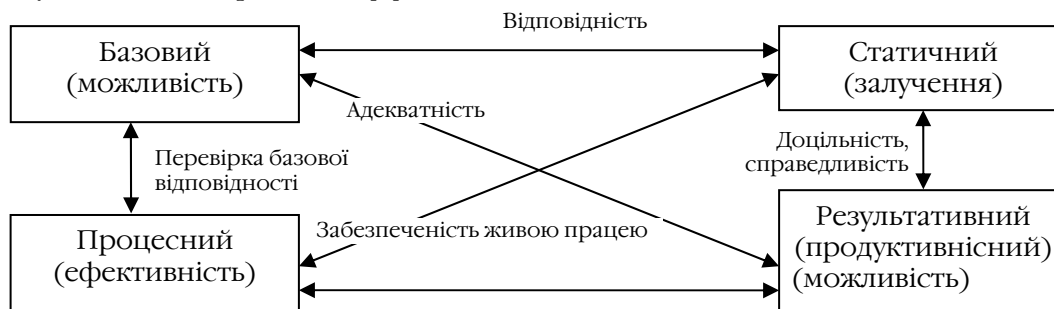 Відповідність
Базовий
(можливість)
Статичний
(залучення)
Адекватність
Доцільність,
справедливість
Перевірка базової
відповідності
Забезпеченість живою працею
Процесний
(ефективність)
Результативний
(продуктивнісний)
(можливість)